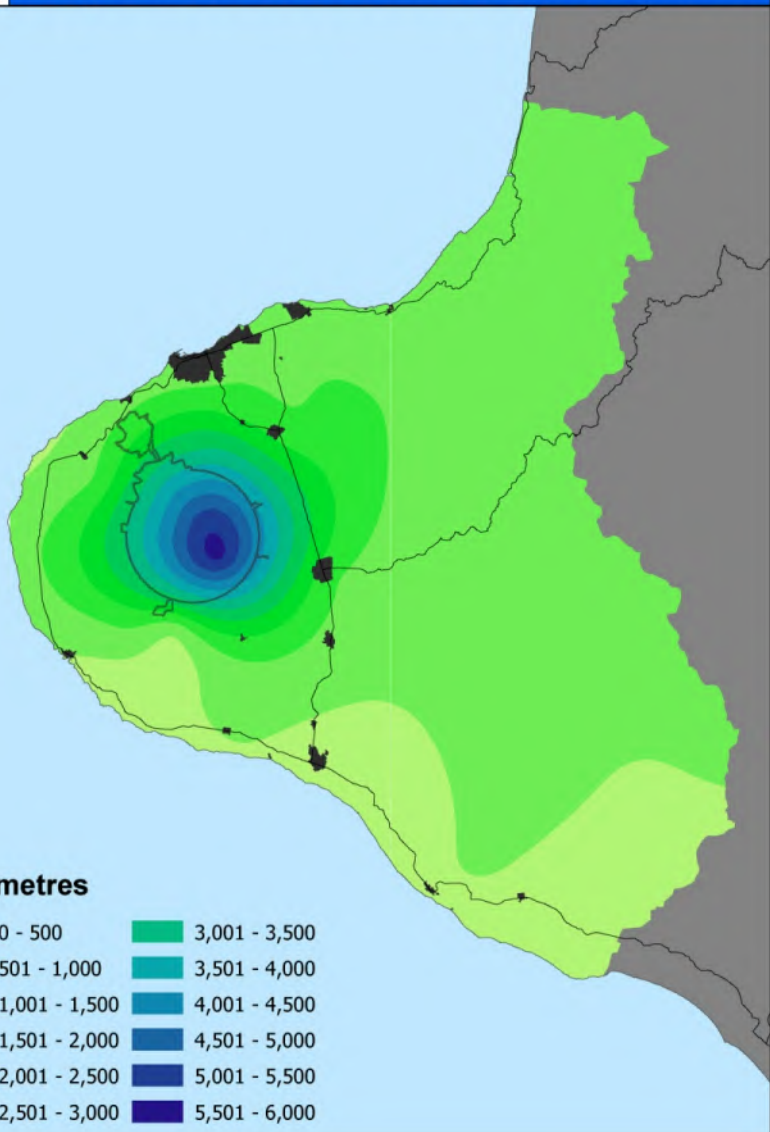 metres
0 - 500 3,001 - 3,500
501 - 1,000 3,501 - 4,000
1,001 - 1,500 4,001 - 4,500
1,501 - 2,000 4,501 - 5,000
2,001 - 2,500 5,001 - 5,500
2,501 - 3,000 5,501 - 6,000